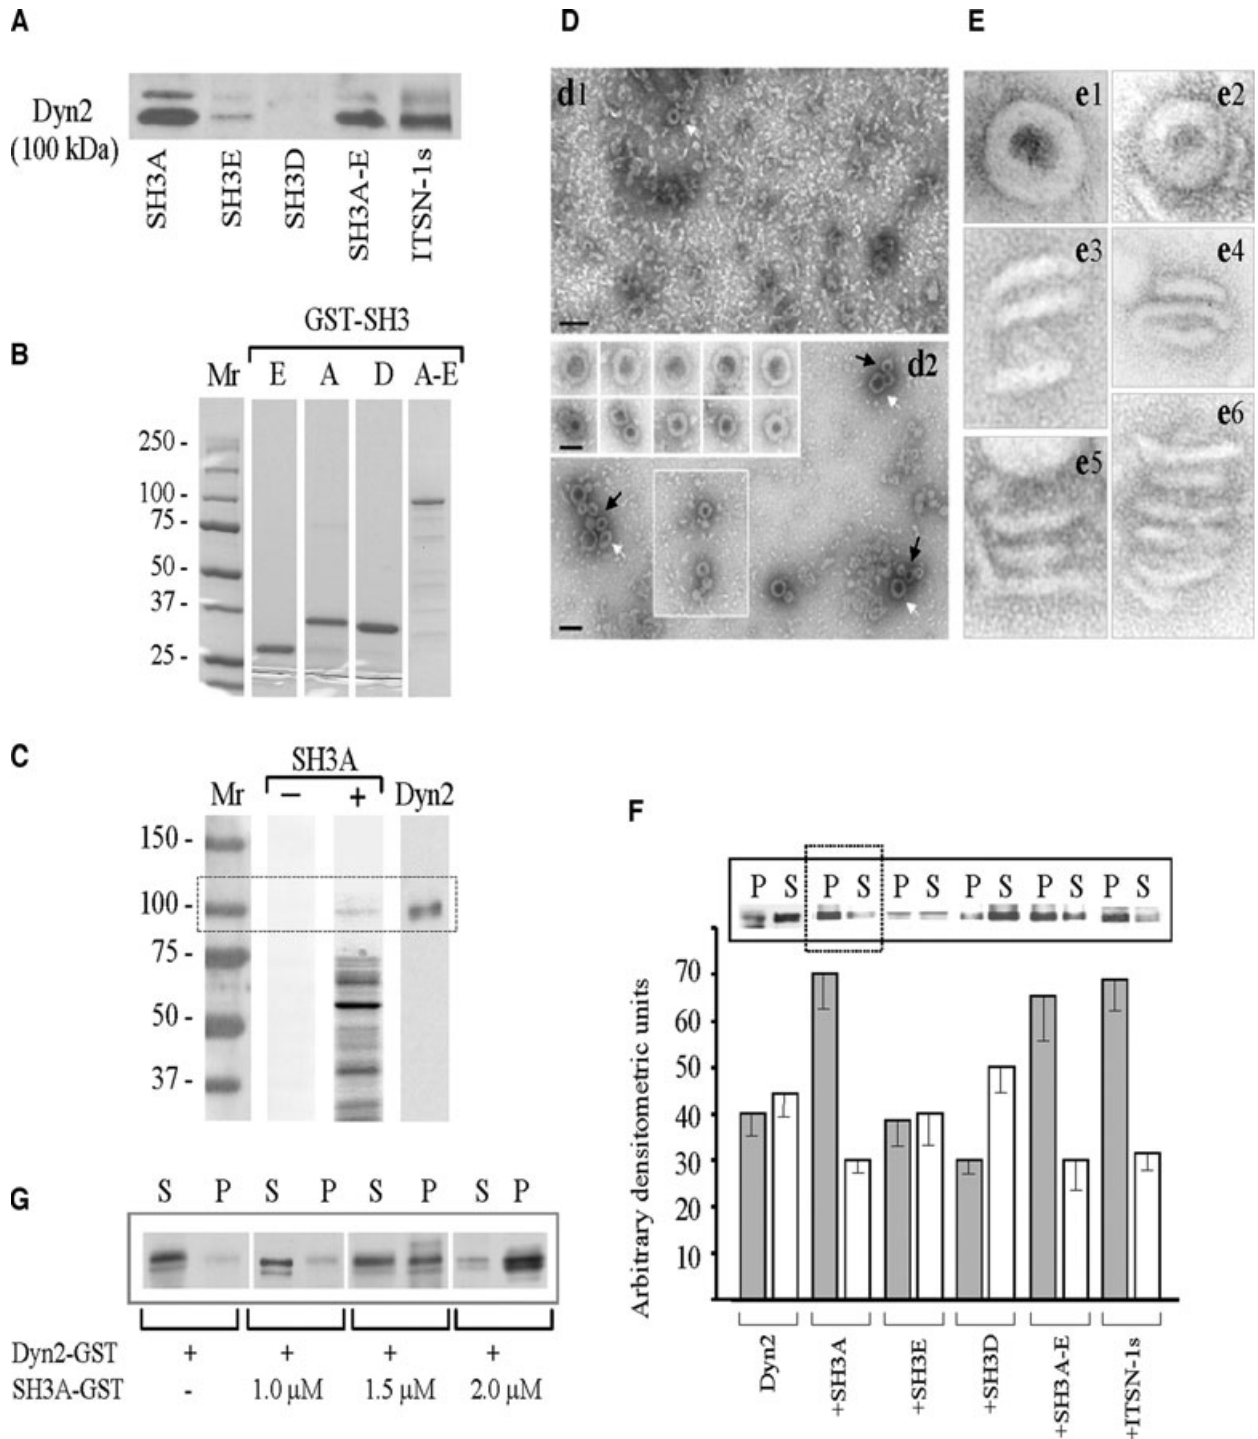 A
Dyn2
(100 kDa)
SH3A
SH3E
SH3D
SH3A-E
ITSN-1s
B
GST-SH3
Mr E A D A-E
250 -
100 -
75 -
50 -
37 -
25 -
C
SH3A
Mr − + Dyn2
150 -
100 -
75 -
50 -
37 -
G
S P S P S P S P
Dyn2-GST + + + +
SH3A-GST - 1.0 µM 1.5 µM 2.0 µM
D
d1
d2
E
e1
e2
e3
e4
e5
e6
F
P S P S P S P S P S P S
Arbitrary densitometric units
70
60
50
40
30
20
10
Dyn2
+SH3A
+SH3E
+SH3D
+SH3A-E
+ITSN-1s